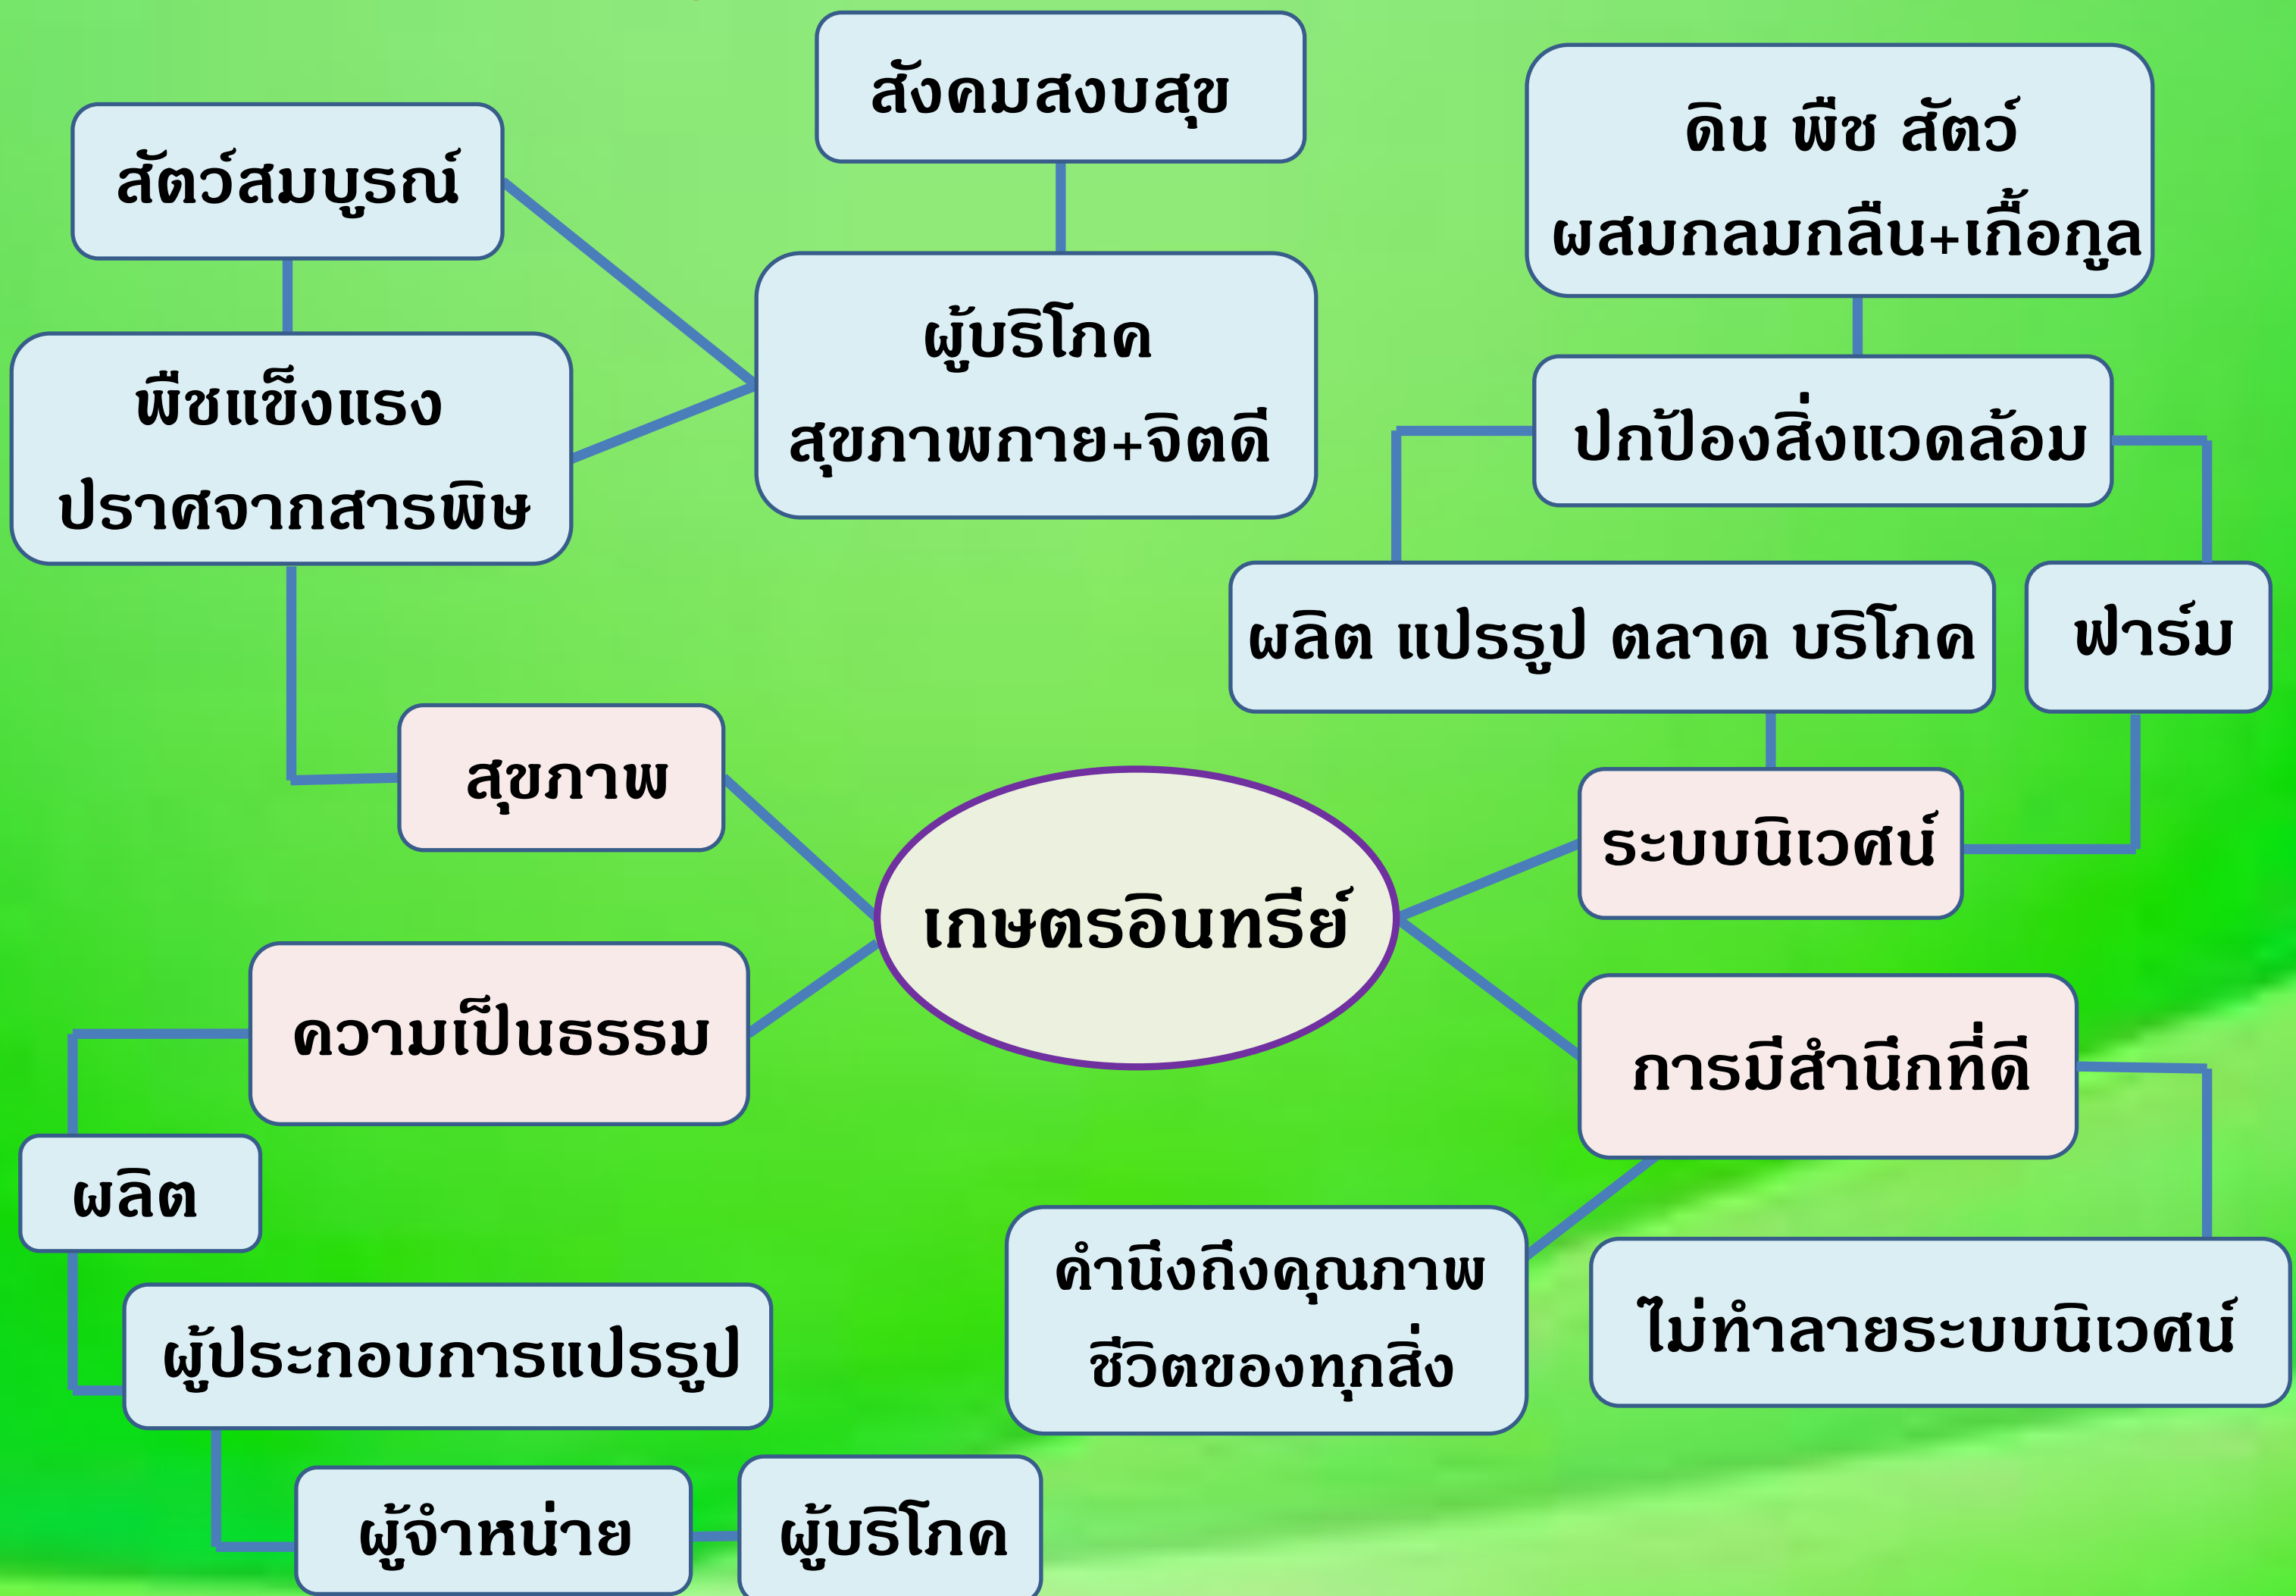 สังคมสงบสุข
สัตว์สมบูรณ์
ดิน พืช สัตว์
ผสมกลมกลืน+เกื้อกูล
ผู้บริโภค
สุขภาพกาย+จิตดี
พืชแข็งแรง
ปราศจากสารพิษ
ปกป้องสิ่งแวดล้อม
ผลิต แปรรูป ตลาด บริโภค
ฟาร์ม
สุขภาพ
ระบบนิเวศน์
เกษตรอินทรีย์
ความเป็นธรรม
การมีสำนึกที่ดี
ผลิต
คำนึงถึงคุณภาพ
ชีวิตของทุกสิ่ง
ไม่ทำลายระบบนิเวศน์
ผู้ประกอบการแปรรูป
ผู้จำหน่าย
ผู้บริโภค